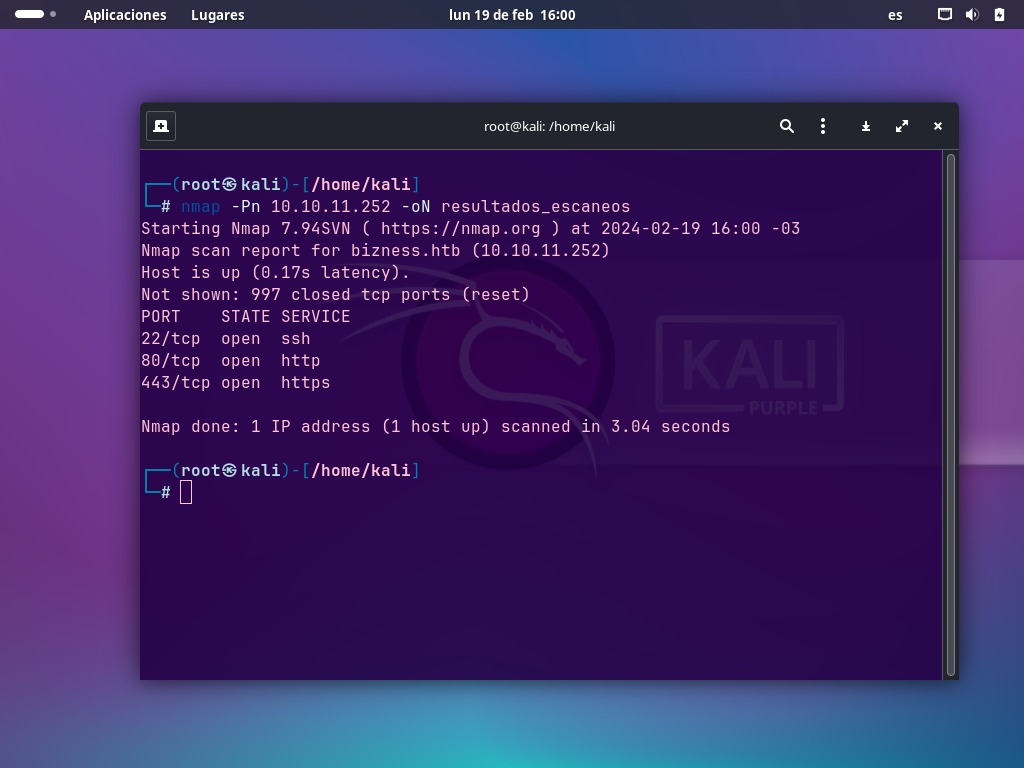 Aplicaciones Lugares lun 19 de feb 16:00 es
root@kali: /home/kali
┌──(root㉿kali)-[/home/kali]
└─# nmap -Pn 10.10.11.252 -oN resultados_escaneos
Starting Nmap 7.94SVN ( https://nmap.org ) at 2024-02-19 16:00 -03
Nmap scan report for bizness.htb (10.10.11.252)
Host is up (0.17s latency).
Not shown: 997 closed tcp ports (reset)
PORT    STATE SERVICE
22/tcp  open  ssh
80/tcp  open  http
443/tcp open  https
Nmap done: 1 IP address (1 host up) scanned in 3.04 seconds
┌──(root㉿kali)-[/home/kali]
└─#
KALI
PURPLE